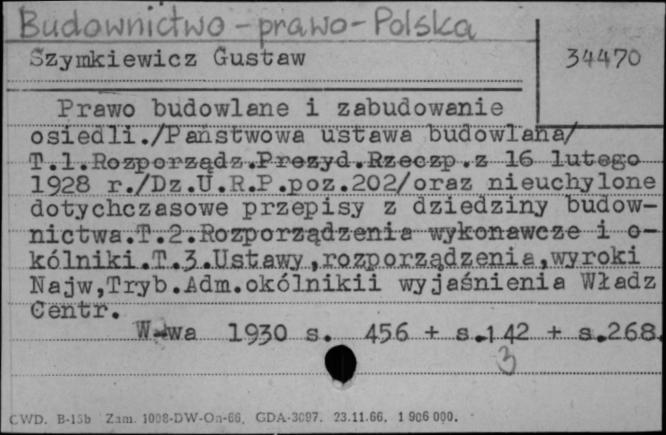 Budownictwo - prawo - Polska
Szymkiewicz Gustaw
34470
Prawo budowlane i zabudowanie
osiedli./Państwowa ustawa budowlana/
T.1.Rozporządz.Prezyd.Rzeczp.z 16 lutego
1928 r./Dz.U.R.P.poz.202/oraz nieuchylone
dotychczasowe przepisy z dziedziny budow-
nictwa.T.2.Rozporządzenia wykonawcze i o-
kólniki.T.3.Ustawy,rozporządzenia,wyroki
Najw,Tryb.Adm.okólnikii wyjaśnienia Władz
Centr.
W-wa 1930 s. 456 + s.142 + s.268.
3
CWD. B-15b Zam. 1008-DW-On-66. GDA-3097. 23.11.66. 1 906 000.